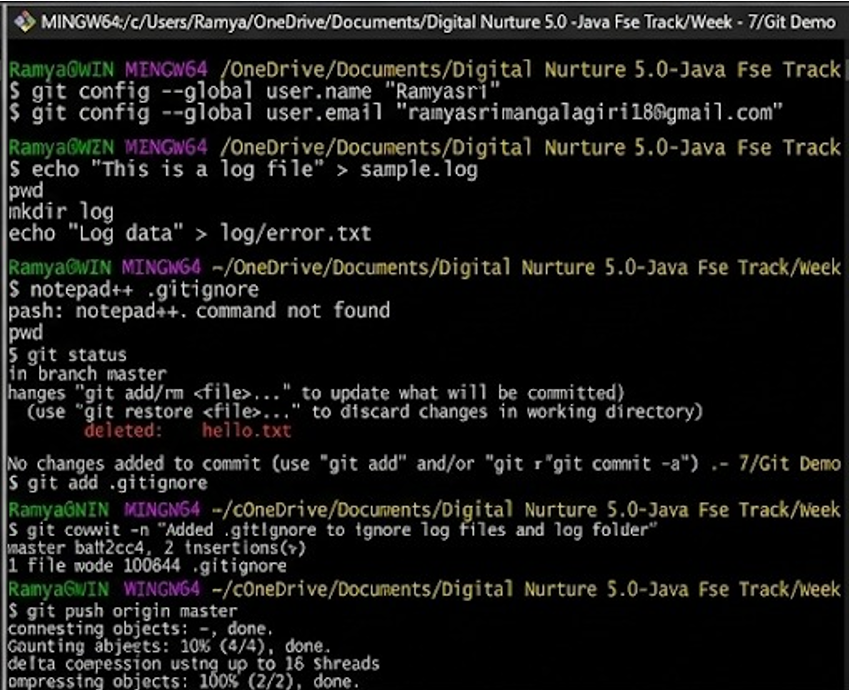 MINGW64:/c/Users/Ramya/OneDrive/Documents/Digital Nurture 5.0 -Java Fse Track/Week - 7/Git Demo
Ramya@WIN MINGW64 /OneDrive/Documents/Digital Nurture 5.0-Java Fse Track
$ git config --global user.name "Ramyasri"
$ git config --global user.email "ramyasrimangalagiri18@gmail.com"
Ramya@WIN MINGW64 /OneDrive/Documents/Digital Nurture 5.0-Java Fse Track
$ echo "This is a log file" > sample.log
pwd
mkdir log
echo "Log data" > log/error.txt
Ramya@WIN MINGW64 ~/OneDrive/Documents/Digital Nurture 5.0-Java Fse Track/Week
$ notepad++ .gitignore
pash: notepad++. command not found
pwd
5 git status
in branch master
hanges "git add/rm <file>..." to update what will be committed)
(use "git restore <file>..." to discard changes in working directory)
deleted: hello.txt
No changes added to commit (use "git add" and/or "git r"git commit -a") .- 7/Git Demo
$ git add .gitignore
Ramya@NIN MINGW64 ~/cOneDrive/Documents/Digital Nurture 5.0-Java Fse Track/Week
$ git cowwit -n "Added .gitignore to ignore log files and log folder"
master batt2cc4, 2 insertions(+)
1 file mode 100644 .gitignore
Ramya@WIN WINGW64 ~/cOneDrive/Documents/Digital Nurture 5.0-Java Fse Track/Week
$ git push origin master
connesting objects: -, done.
Gounting abjects: 10% (4/4), done.
delta compession ustng up to 16 Shreads
ompressing objects: 100% (2/2), done.